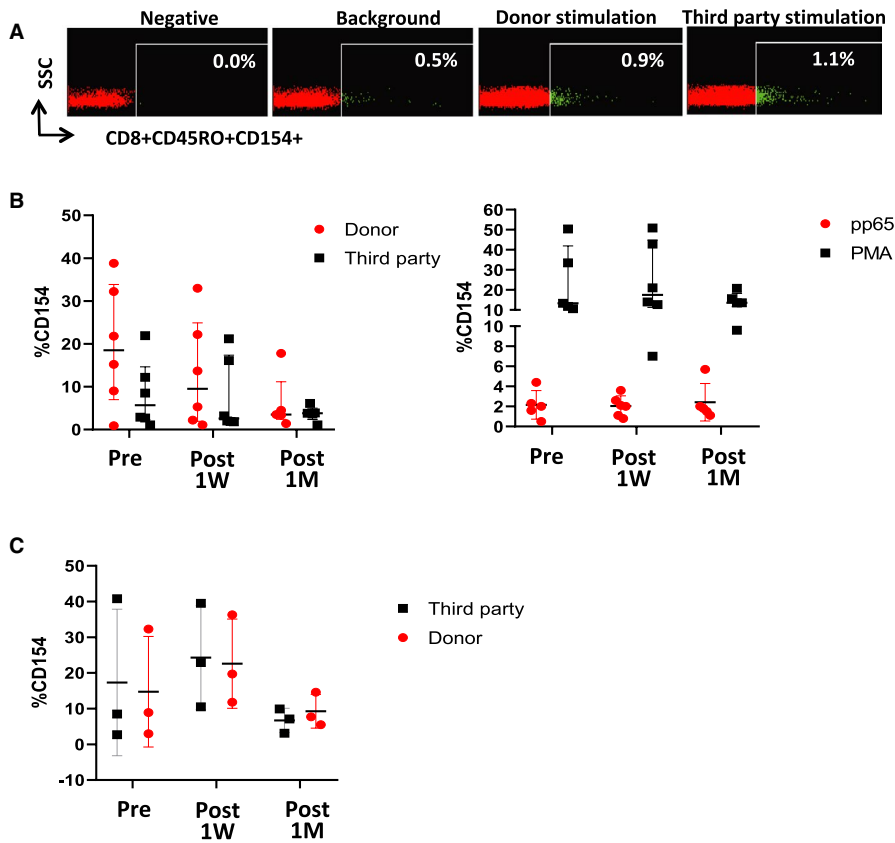 A
Negative
Background
Donor stimulation
Third party stimulation
SSC
0.0%
0.5%
0.9%
1.1%
CD8+CD45RO+CD154+
B
%CD154
50
40
30
20
10
0
Pre
Post
1W
Post
1M
Donor
Third party
%CD154
60
50
40
30
20
10
10
8
6
4
2
0
Pre
Post
1W
Post
1M
pp65
PMA
C
%CD154
50
40
30
20
10
0
-10
Pre
Post
1W
Post
1M
Third party
Donor